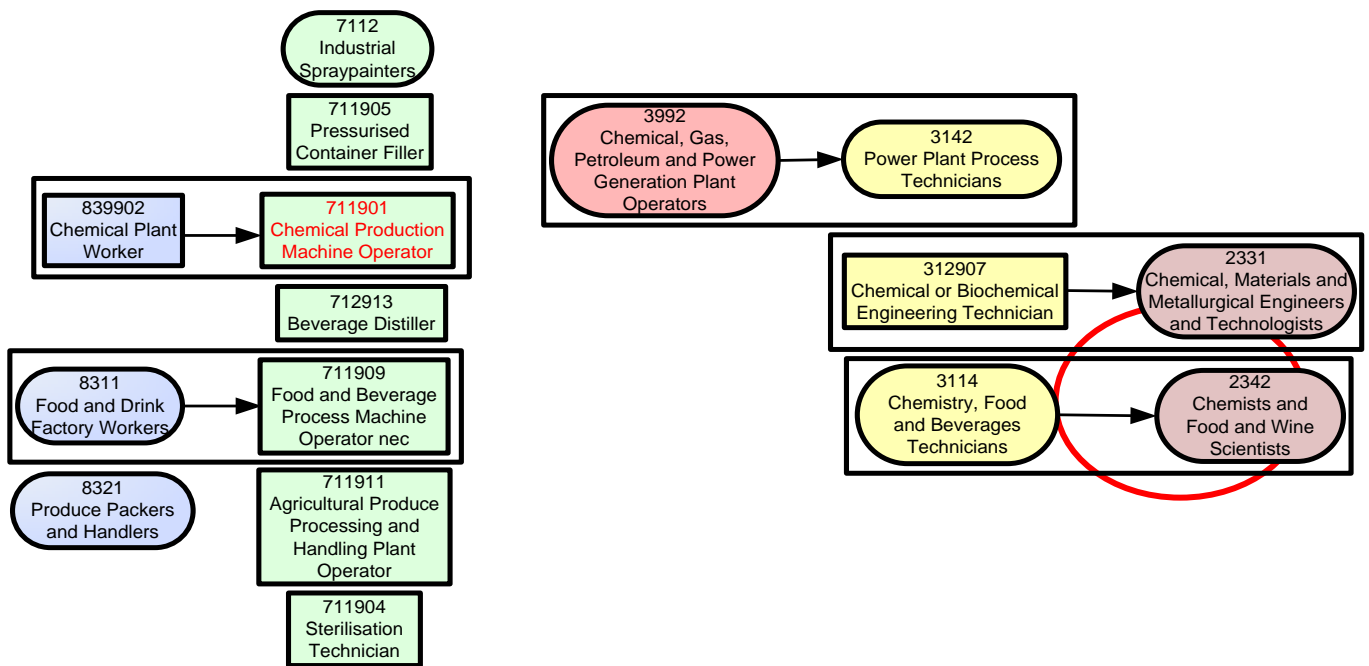 7112
Industrial
Spraypainters
711905
Pressurised
Container Filler
839902
Chemical Plant
Worker
711901
Chemical Production
Machine Operator
712913
Beverage Distiller
8311
Food and Drink
Factory Workers
711909
Food and Beverage
Process Machine
Operator nec
8321
Produce Packers
and Handlers
711911
Agricultural Produce
Processing and
Handling Plant
Operator
711904
Sterilisation
Technician
3992
Chemical, Gas,
Petroleum and Power
Generation Plant
Operators
3142
Power Plant Process
Technicians
312907
Chemical or Biochemical
Engineering Technician
2331
Chemical, Materials and
Metallurgical Engineers
and Technologists
3114
Chemistry, Food
and Beverages
Technicians
2342
Chemists and
Food and Wine
Scientists